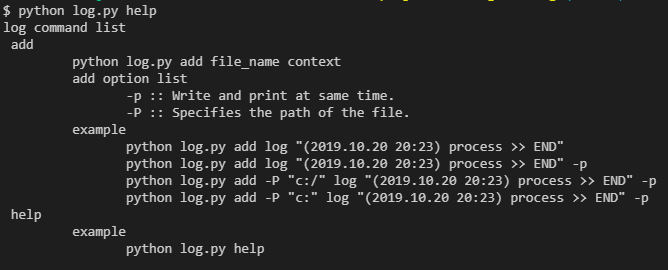 $ python log.py help
log command list
 add
        python log.py add file_name context
        add option list
                -p :: Write and print at same time.
                -P :: Specifies the path of the file.
        example
                python log.py add log "(2019.10.20 20:23) process >> END"
                python log.py add log "(2019.10.20 20:23) process >> END" -p
                python log.py add -P "c:/" log "(2019.10.20 20:23) process >> END" -p
                python log.py add -P "c:" log "(2019.10.20 20:23) process >> END" -p
 help
        example
                python log.py help